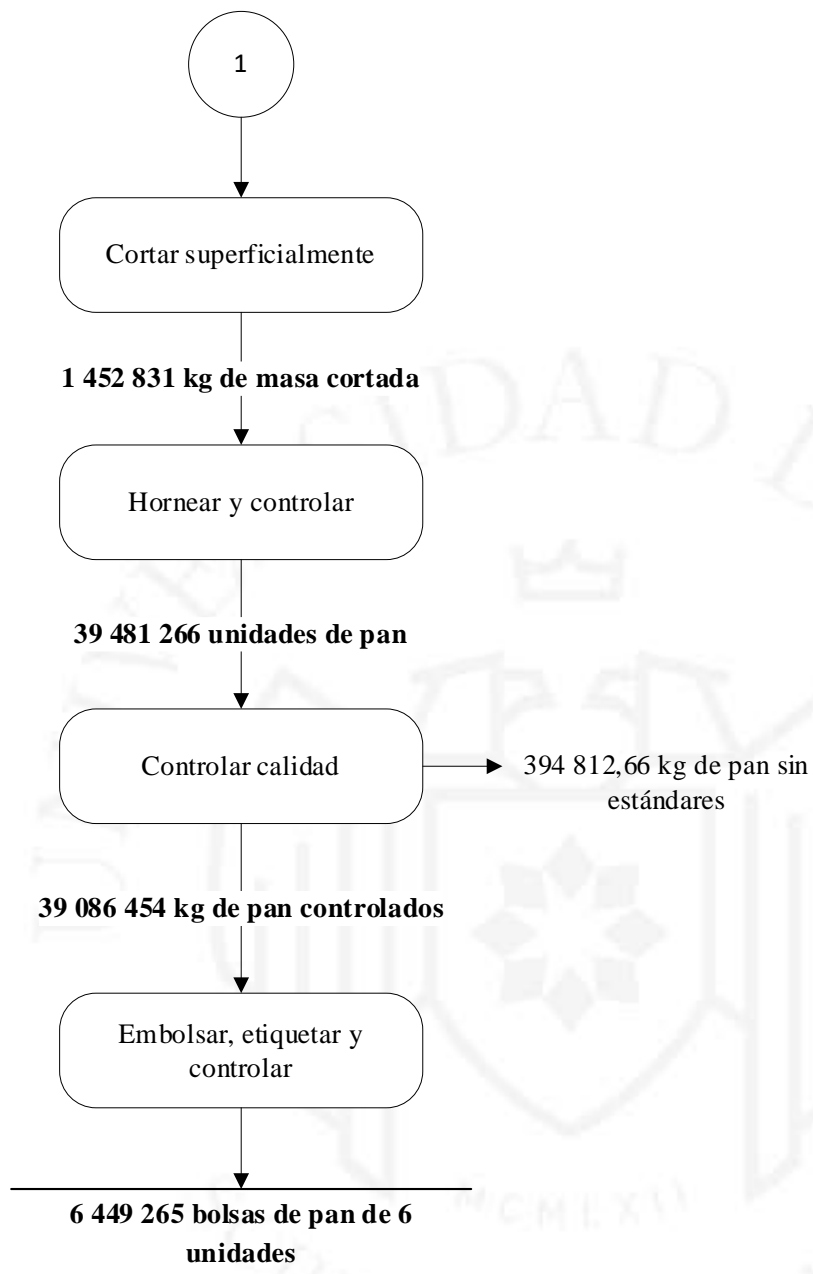 1
Cortar superficialmente
1 452 831 kg de masa cortada
Hornear y controlar
39 481 266 unidades de pan
Controlar calidad
394 812,66 kg de pan sin
estándares
39 086 454 kg de pan controlados
Embolsar, etiquetar y
controlar
6 449 265 bolsas de pan de 6
unidades
MCMLXII